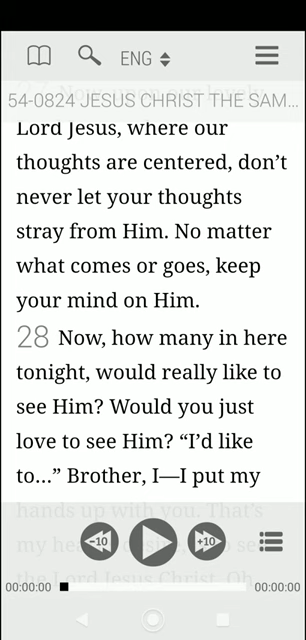 ENG
54-0824 JESUS CHRIST THE SAM...
Lord Jesus, where our
thoughts are centered, don't
never let your thoughts
stray from Him. No matter
what comes or goes, keep
your mind on Him.
28 Now, how many in here
tonight, would really like to
see Him? Would you just
love to see Him? “I'd like
to...” Brother, I—I put my
hands up with you. That's
-10
+10
00:00:00
00:00:00